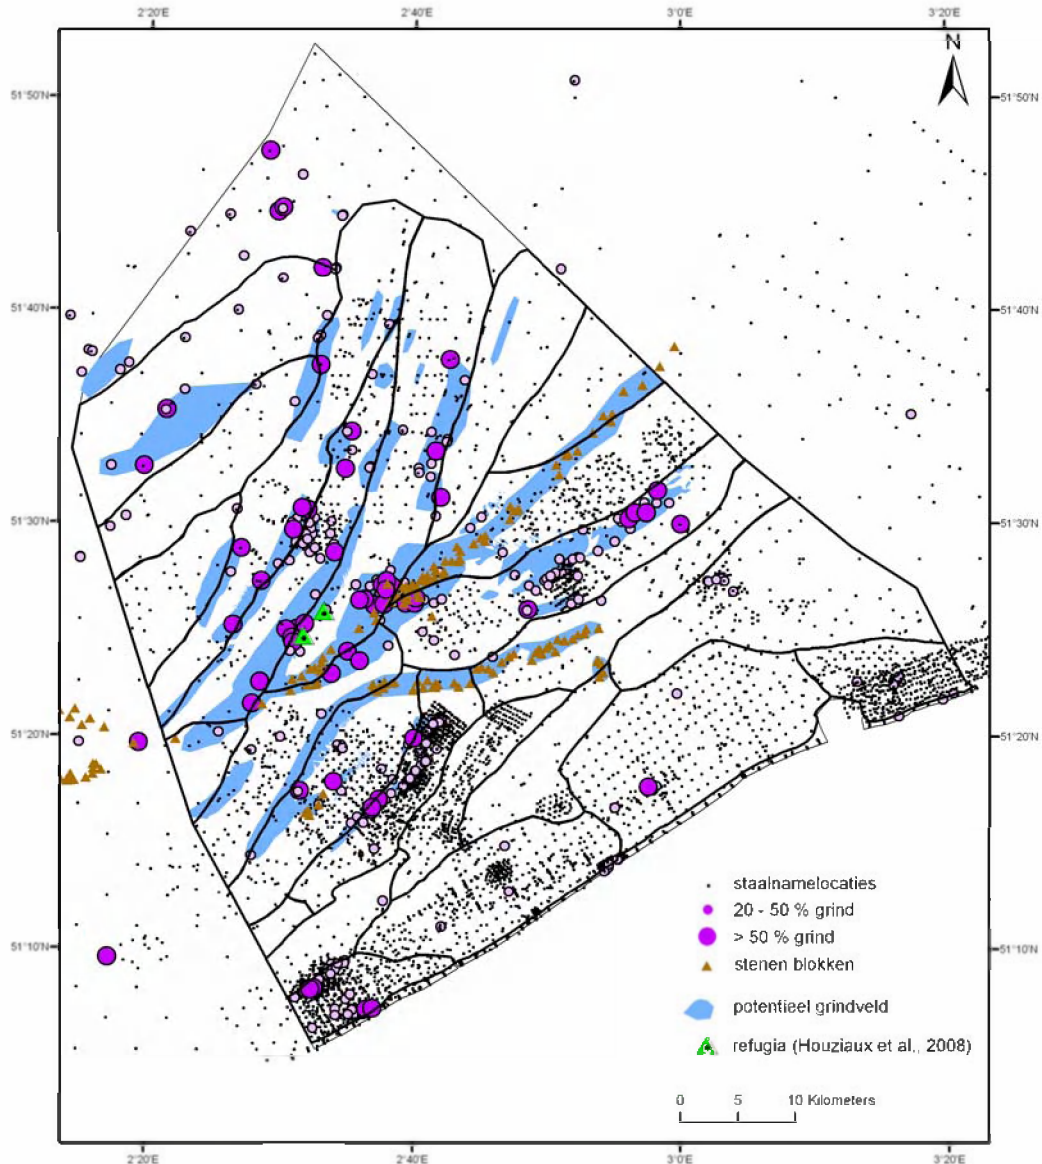 2°20'E 2°40'E 3°0'E 3°20'E
N
51°50'N 51°50'N
51°40'N 51°40'N
51°30'N 51°30'N
51°20'N 51°20'N
51°10'N 51°10'N
staalnamelocaties
20 - 50 % grind
> 50 % grind
stenen blokken
potentieel grindveld
refugia (Houziaux et al., 2008)
0 5 10 Kilometers
2°20'E 2°40'E 3°0'E 3°20'E